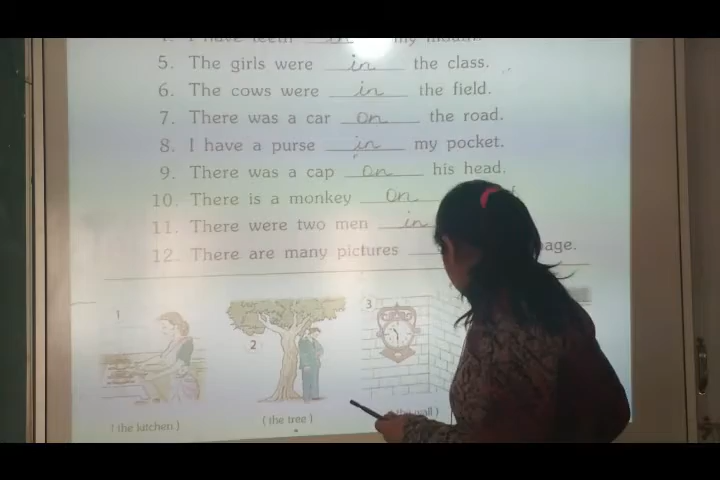 5. The girls were in the class.
6. The cows were in the field.
7. There was a car on the road.
8. I have a purse in my pocket.
9. There was a cap on his head.
10. There is a monkey on
11. There were two men in
12. There are many pictures
1
2
3
( the kitchen )
( the tree )
wall )